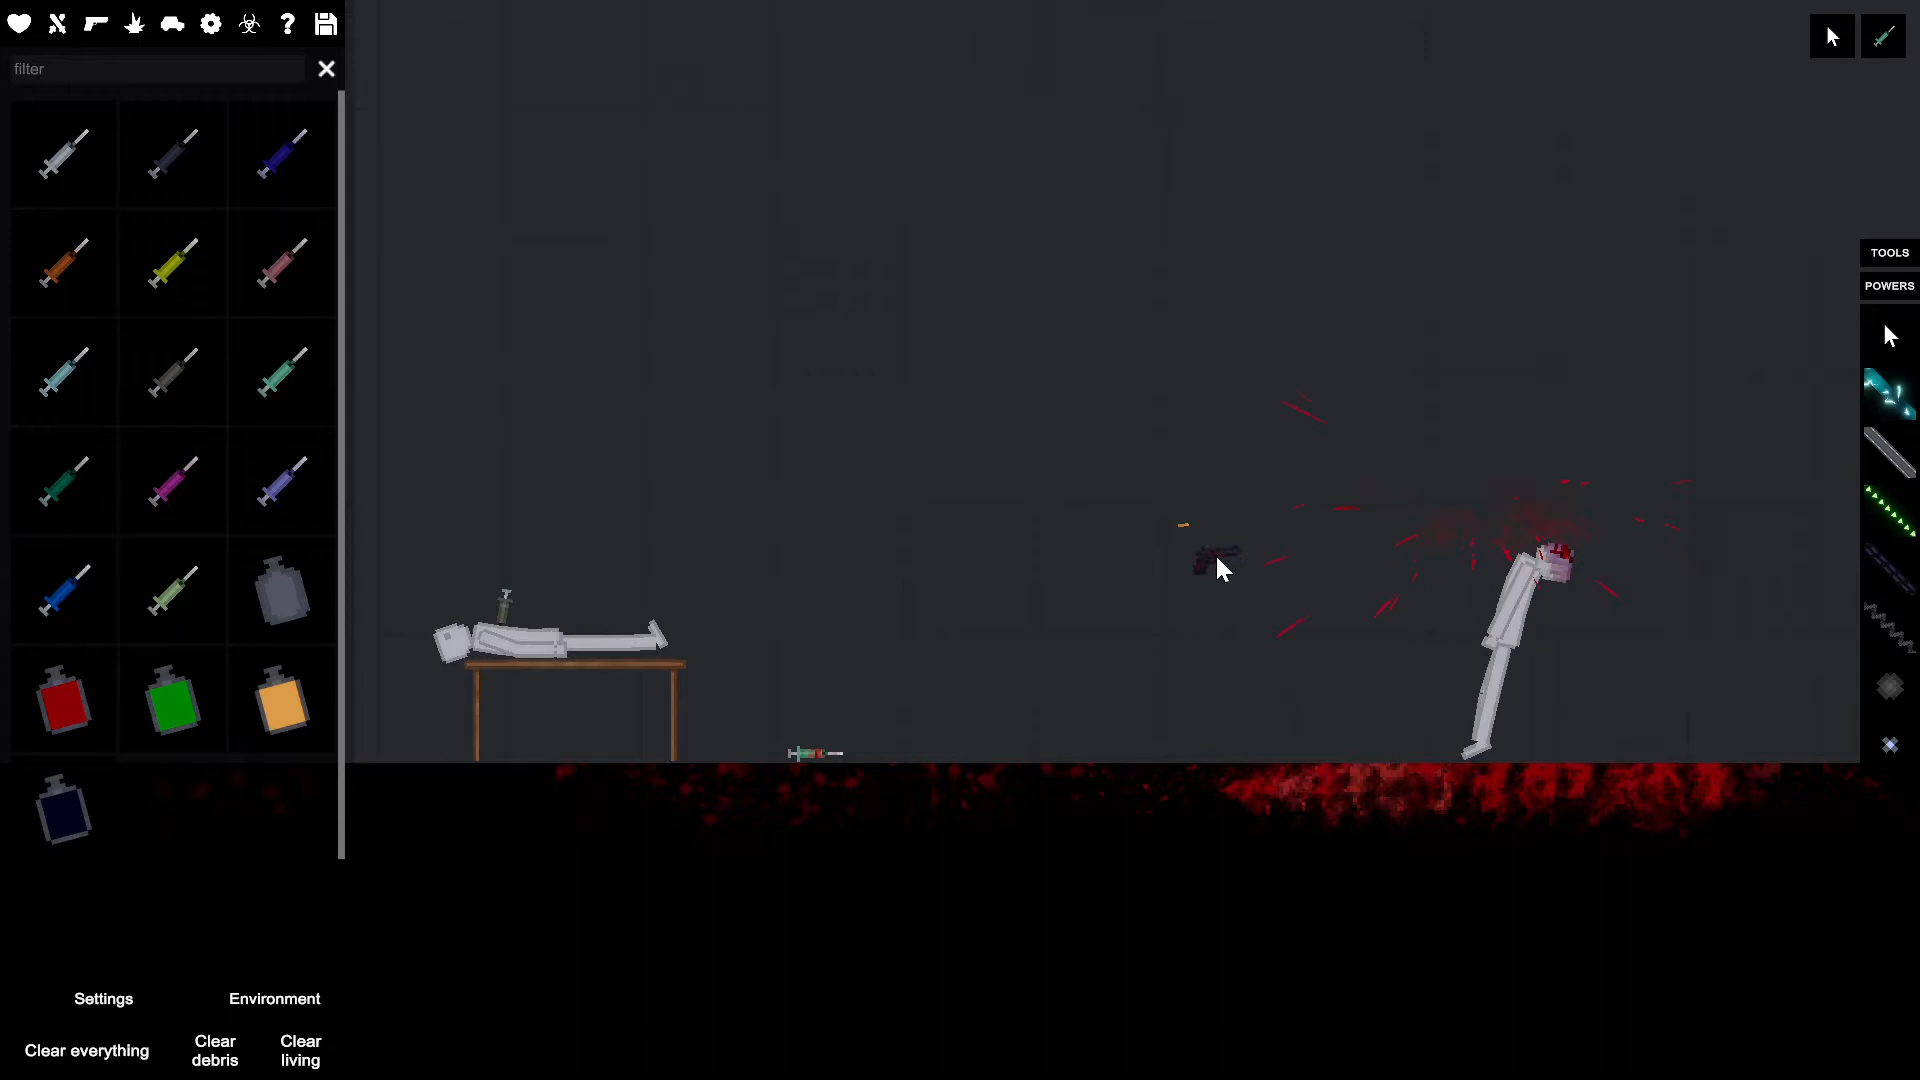 filter
TOOLS
POWERS
Settings
Environment
Clear everything
Clear
debris
Clear
living